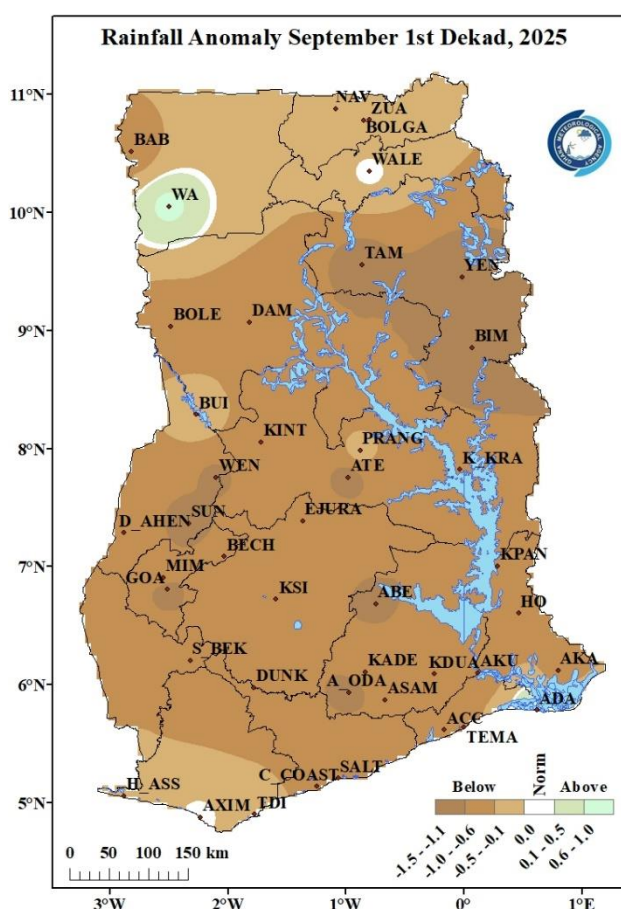 Rainfall Anomaly September 1st Dekad, 2025
11°N
10°N
9°N
8°N
7°N
6°N
5°N
NAV
ZUA
BOLGA
BAB
WALE
WA
TAM
YEN
BOLE
DAM
BIM
BUI
KINT
PRANG
WEN
ATE
K_KRA
SUN
EJURA
D_AHEN
BECH
MIM
GOA
KPAN
KSI
ABE
HO
S_BEK
KADE
KDUA
AKU
AKA
DUNK
A_ODA
ASAM
ADA
ACC
TEMA
SALT
C_COAST
H_ASS
AXIM
TDI
Below
Norm
Above
-1.5 - -1.1
-1.0 - -0.6
-0.5 - -0.1
0.0
0.1 - 0.5
0.6 - 1.0
0 50 100 150 km
3°W
2°W
1°W
0°
1°E